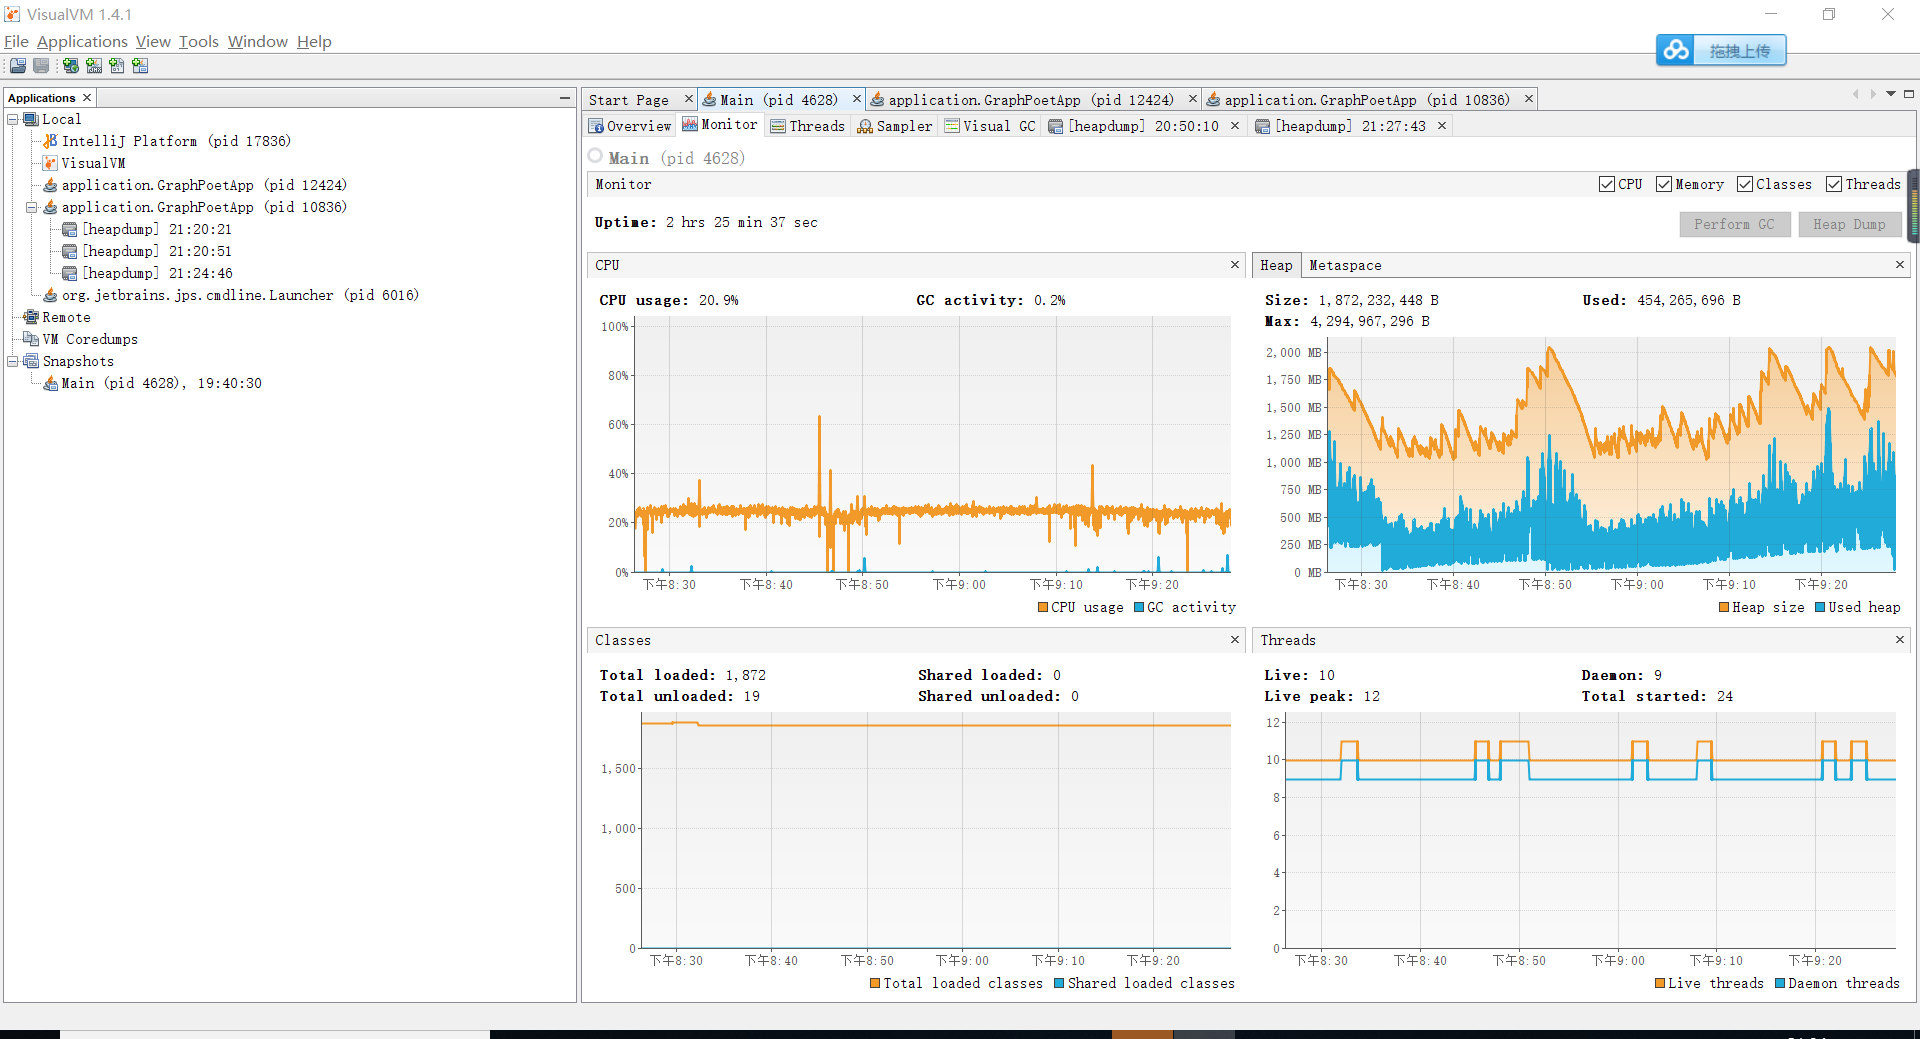 VisualVM 1.4.1
File Applications View Tools Window Help
拖拽上传
Applications
Local
IntelliJ Platform (pid 17836)
VisualVM
application.GraphPoetApp (pid 12424)
application.GraphPoetApp (pid 10836)
[heapdump] 21:20:21
[heapdump] 21:20:51
[heapdump] 21:24:46
org.jetbrains.jps.cmdline.Launcher (pid 6016)
Remote
VM Coredumps
Snapshots
Main (pid 4628), 19:40:30
Start Page Main (pid 4628) application.GraphPoetApp (pid 12424) application.GraphPoetApp (pid 10836)
Overview Monitor Threads Sampler Visual GC [heapdump] 20:50:10 [heapdump] 21:27:43
Main (pid 4628)
Monitor CPU Memory Classes Threads
Uptime: 2 hrs 25 min 37 sec Perform GC Heap Dump
CPU
CPU usage: 20.9% GC activity: 0.2%
100%
80%
60%
40%
20%
0%
下午8:30 下午8:40 下午8:50 下午9:00 下午9:10 下午9:20
CPU usage GC activity
Heap Metaspace
Size: 1,872,232,448 B Used: 454,265,696 B
Max: 4,294,967,296 B
2,000 MB
1,750 MB
1,500 MB
1,250 MB
1,000 MB
750 MB
500 MB
250 MB
0 MB
下午8:30 下午8:40 下午8:50 下午9:00 下午9:10 下午9:20
Heap size Used heap
Classes
Total loaded: 1,872 Shared loaded: 0
Total unloaded: 19 Shared unloaded: 0
1,500
1,000
500
0
下午8:30 下午8:40 下午8:50 下午9:00 下午9:10 下午9:20
Total loaded classes Shared loaded classes
Threads
Live: 10 Daemon: 9
Live peak: 12 Total started: 24
12
10
8
6
4
2
0
下午8:30 下午8:40 下午8:50 下午9:00 下午9:10 下午9:20
Live threads Daemon threads